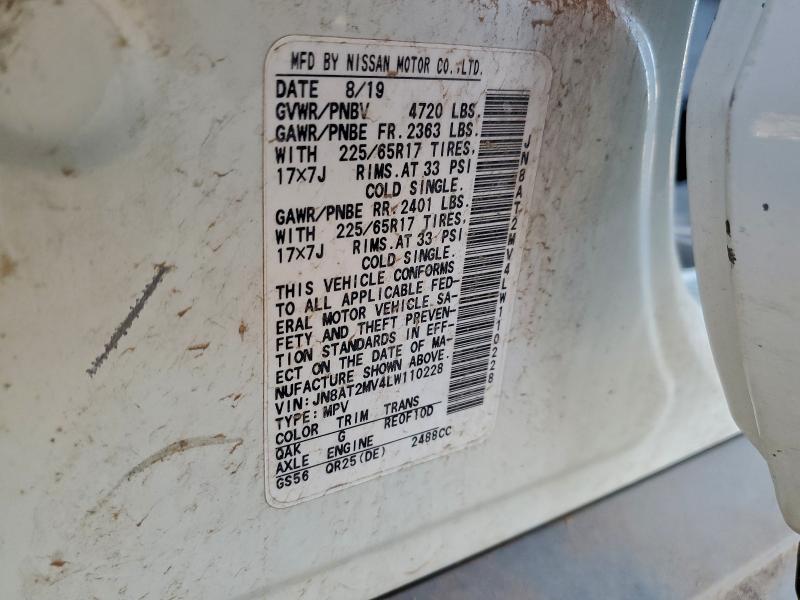 MFD BY NISSAN MOTOR CO.,LTD.
DATE 8/19
GVWR/PNBV 4720 LBS.
GAWR/PNBE FR. 2363 LBS.
WITH 225/65R17 TIRES,
17×7J RIMS. AT 33 PSI
COLD SINGLE.
GAWR/PNBE RR. 2401 LBS.
WITH 225/65R17 TIRES,
17×7J RIMS. AT 33 PSI
COLD SINGLE.
THIS VEHICLE CONFORMS
TO ALL APPLICABLE FED-
ERAL MOTOR VEHICLE SA-
FETY AND THEFT PREVEN-
TION STANDARDS IN EFF-
ECT ON THE DATE OF MA-
NUFACTURE SHOWN ABOVE.
VIN: JN8AT2MV4LW110228
TYPE: MPV
COLOR TRIM TRANS
QAK G RE0F10D
AXLE ENGINE
GS56 QR25(DE) 2488CC
JN8AT2MV4LW110228